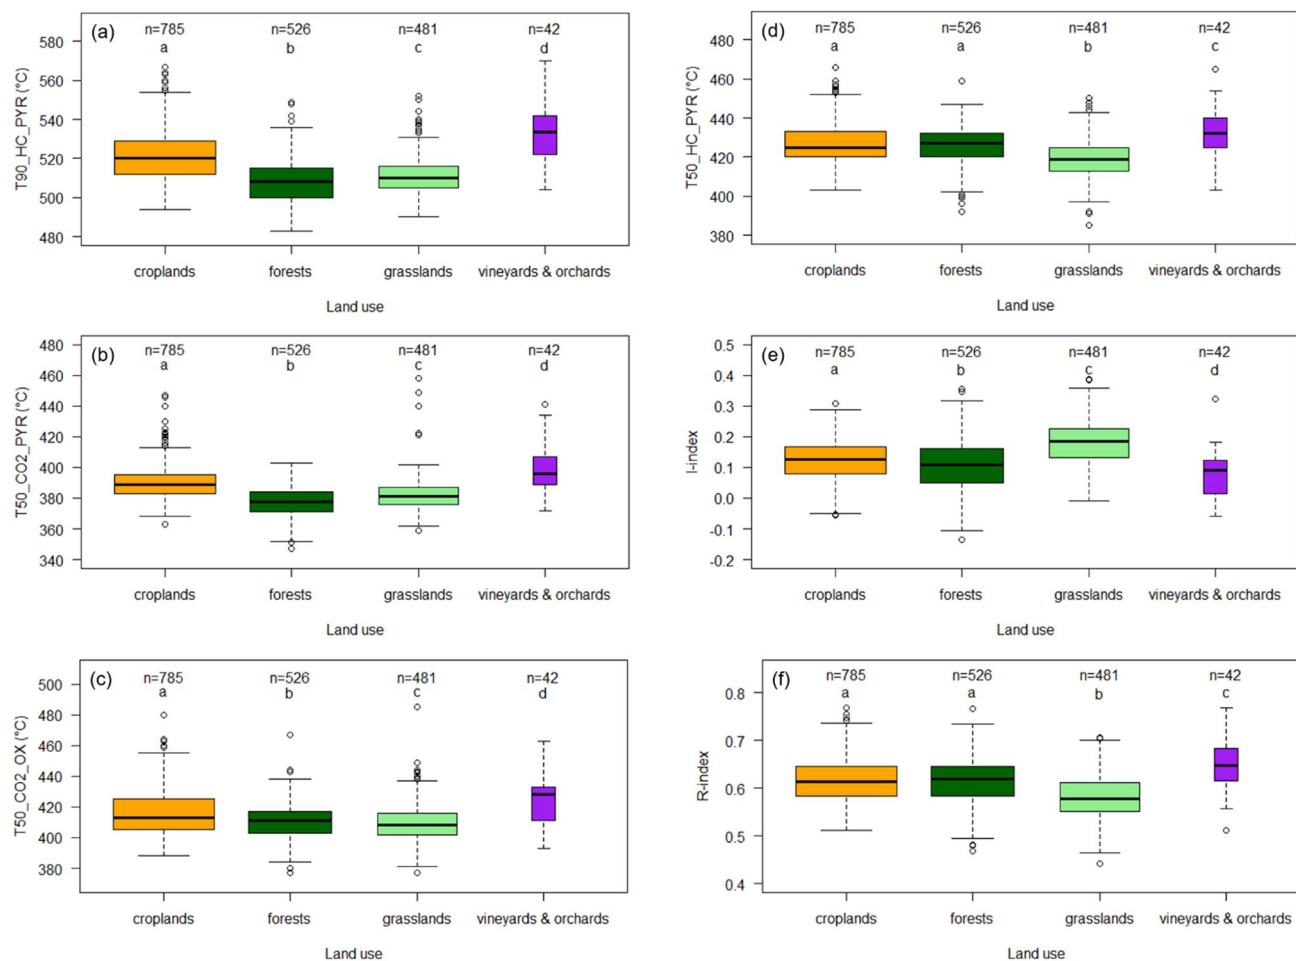 (a)
n=785 n=526 n=481 n=42
a b c d
T90_HC_PYR (°C)
580
560
540
520
500
480
croplands forests grasslands vineyards & orchards
Land use
(d)
n=785 n=526 n=481 n=42
a a b c
T50_HC_PYR (°C)
480
460
440
420
400
380
croplands forests grasslands vineyards & orchards
Land use
(b)
n=785 n=526 n=481 n=42
a b c d
T50_CO2_PYR (°C)
480
460
440
420
400
380
360
340
croplands forests grasslands vineyards & orchards
Land use
(e)
n=785 n=526 n=481 n=42
a b c d
I-index
0.5
0.4
0.3
0.2
0.1
0.0
-0.1
-0.2
croplands forests grasslands vineyards & orchards
Land use
(c)
n=785 n=526 n=481 n=42
a b c d
T50_CO2_OX (°C)
500
480
460
440
420
400
380
croplands forests grasslands vineyards & orchards
Land use
(f)
n=785 n=526 n=481 n=42
a a b c
R-index
0.8
0.7
0.6
0.5
0.4
croplands forests grasslands vineyards & orchards
Land use